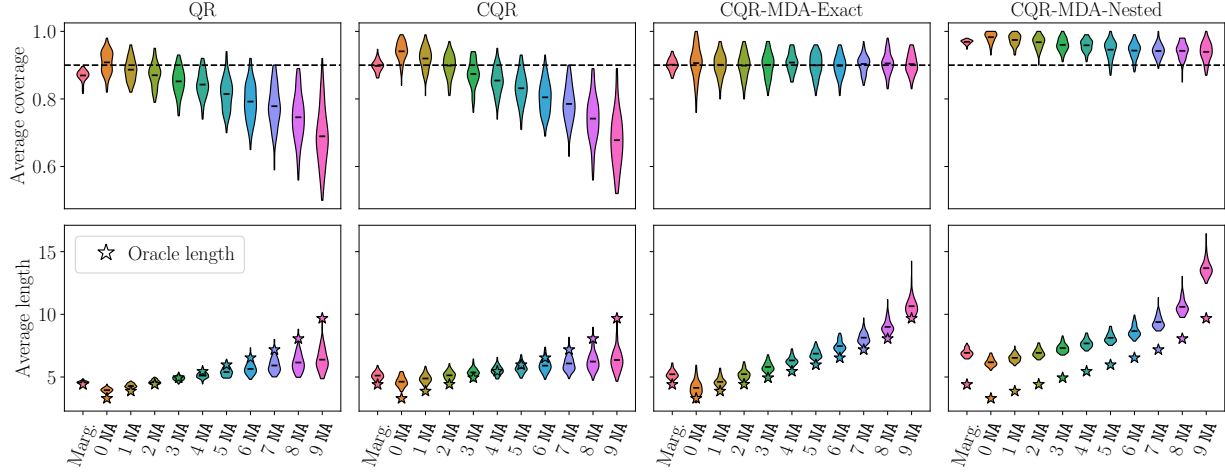 QR CQR CQR-MDA-Exact CQR-MDA-Nested
Average coverage
1.0
0.8
0.6
Average length
15
10
5
Oracle length
Marg. 0 NA 1 NA 2 NA 3 NA 4 NA 5 NA 6 NA 7 NA 8 NA 9 NA
Marg. 0 NA 1 NA 2 NA 3 NA 4 NA 5 NA 6 NA 7 NA 8 NA 9 NA
Marg. 0 NA 1 NA 2 NA 3 NA 4 NA 5 NA 6 NA 7 NA 8 NA 9 NA
Marg. 0 NA 1 NA 2 NA 3 NA 4 NA 5 NA 6 NA 7 NA 8 NA 9 NA